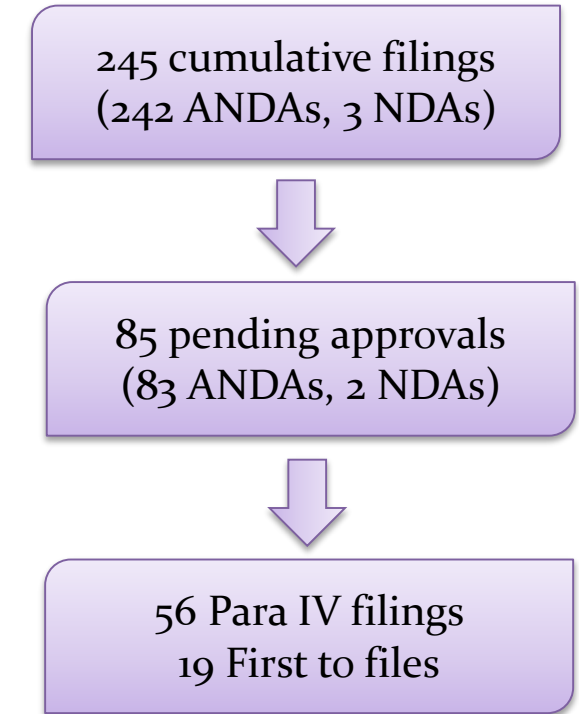 245 cumulative filings
(242 ANDAs, 3 NDAs)
85 pending approvals
(83 ANDAs, 2 NDAs)
56 Para IV filings
19 First to files